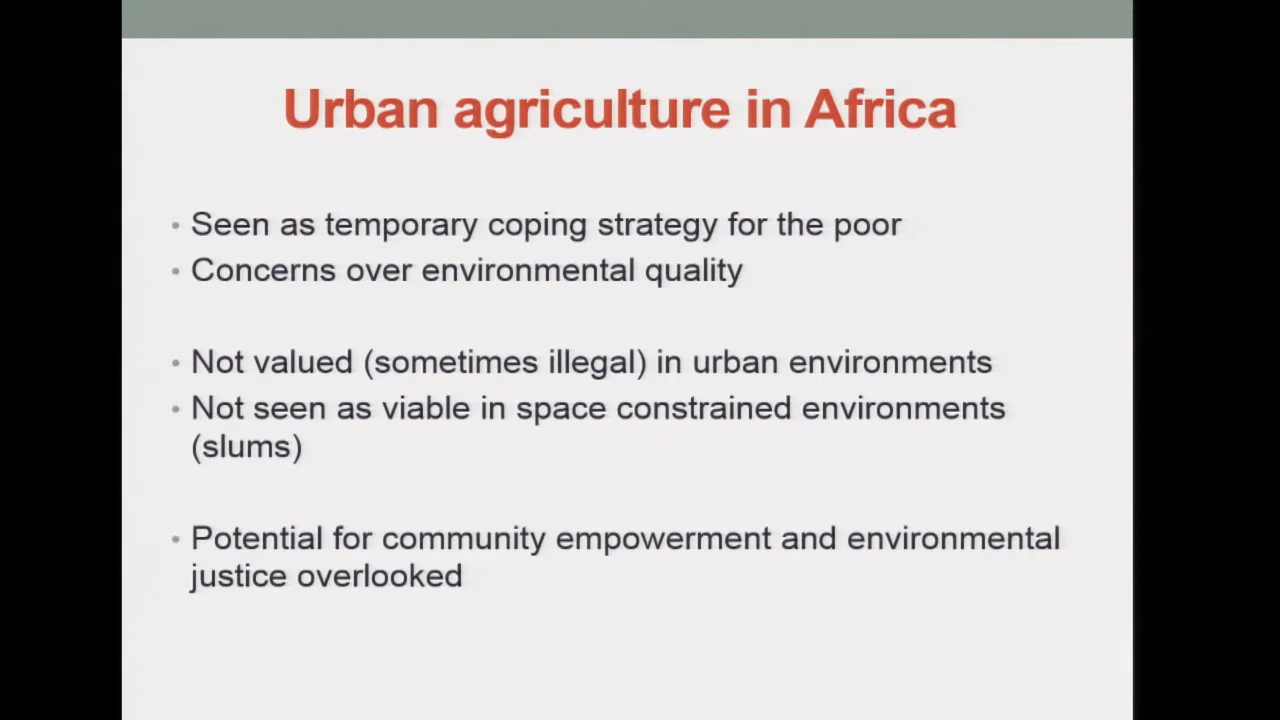 Urban agriculture in Africa
• Seen as temporary coping strategy for the poor
• Concerns over environmental quality
• Not valued (sometimes illegal) in urban environments
• Not seen as viable in space constrained environments
(slums)
• Potential for community empowerment and environmental
justice overlooked